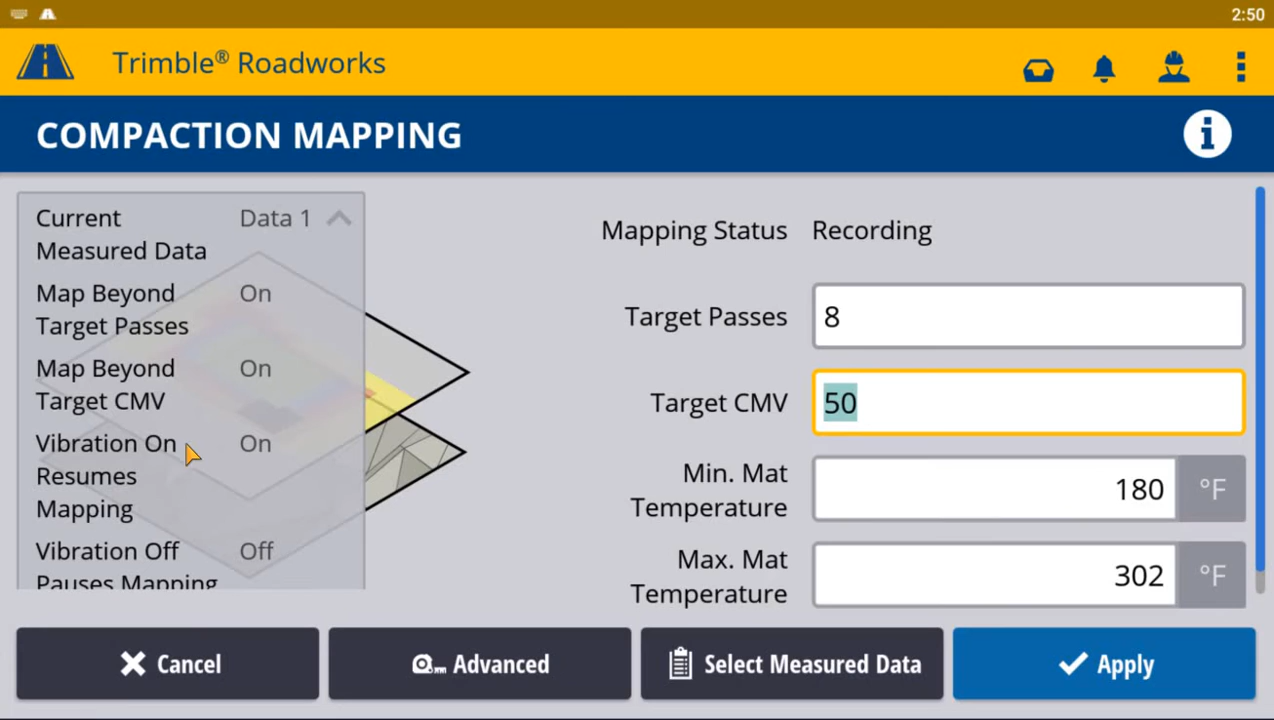 2:50
Trimble® Roadworks
COMPACTION MAPPING
Current Data 1
Measured Data
Map Beyond On
Target Passes
Map Beyond On
Target CMV
Vibration On On
Resumes
Mapping
Vibration Off Off
Pauses Mapping
Mapping Status Recording
Target Passes 8
Target CMV 50
Min. Mat
Temperature
180 °F
Max. Mat
Temperature
302 °F
Cancel
Advanced
Select Measured Data
Apply